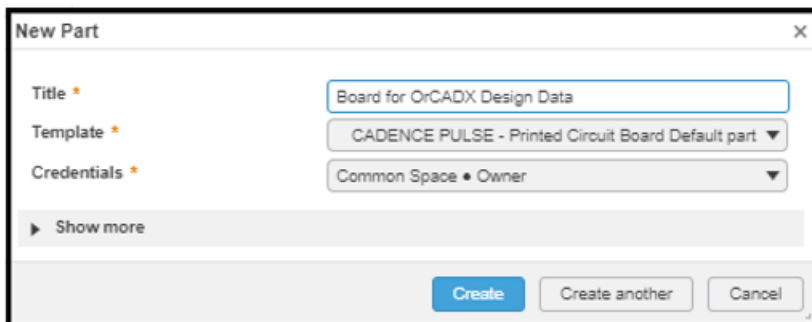 New Part ×
Title * Board for OrCADX Design Data
Template * CADENCE PULSE - Printed Circuit Board Default part ▼
Credentials * Common Space ● Owner ▼
▶ Show more
Create Create another Cancel